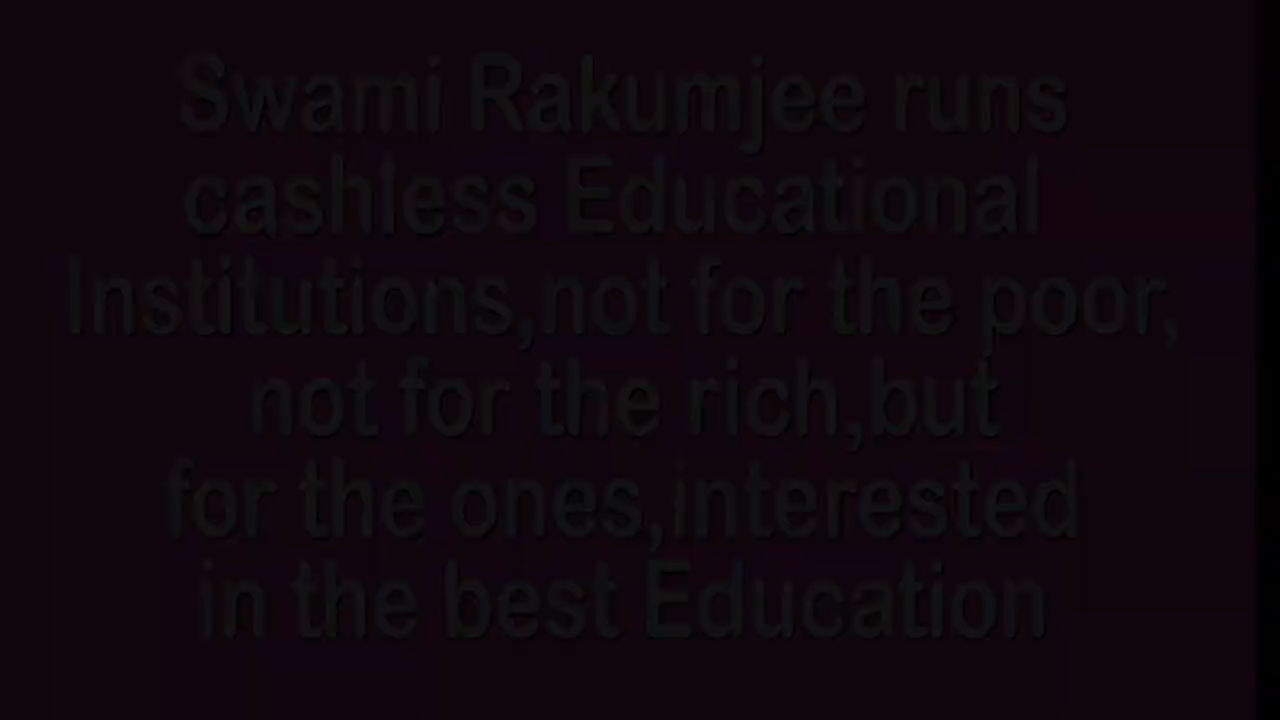 Swami Rakumjee runs
cashless Educational
Institutions,not for the poor,
not for the rich,but
for the ones,interested
in the best Education